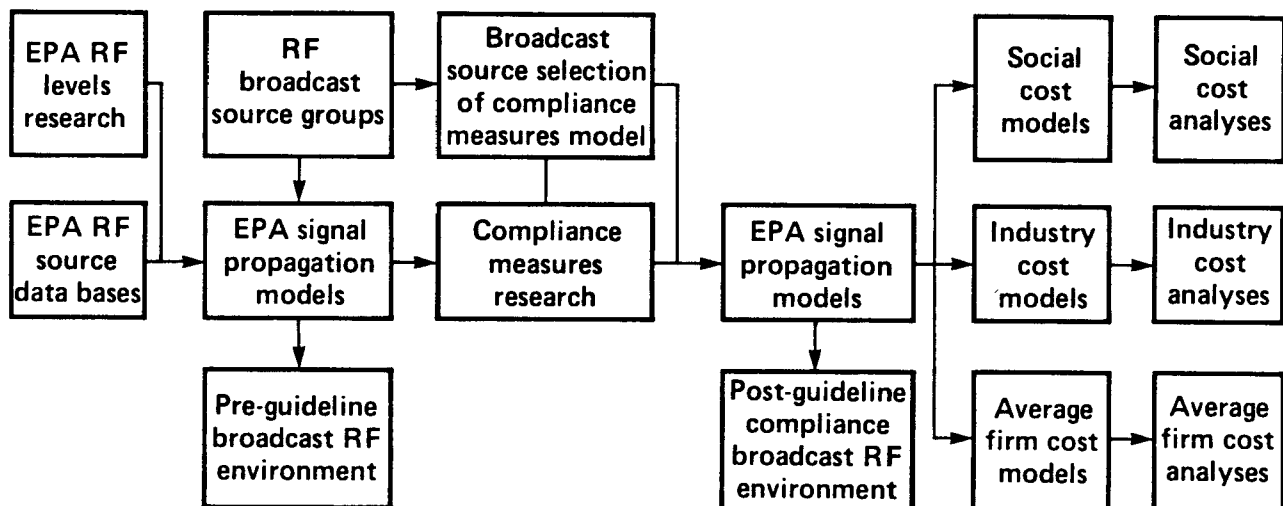 EPA RF
levels
research
RF
broadcast
source groups
Broadcast
source selection
of compliance
measures model
Social
cost
models
Social
cost
analyses
EPA RF
source
data bases
EPA signal
propagation
models
Compliance
measures
research
EPA signal
propagation
models
Industry
cost
models
Industry
cost
analyses
Pre-guideline
broadcast RF
environment
Post-guideline
compliance
broadcast RF
environment
Average
firm cost
models
Average
firm cost
analyses